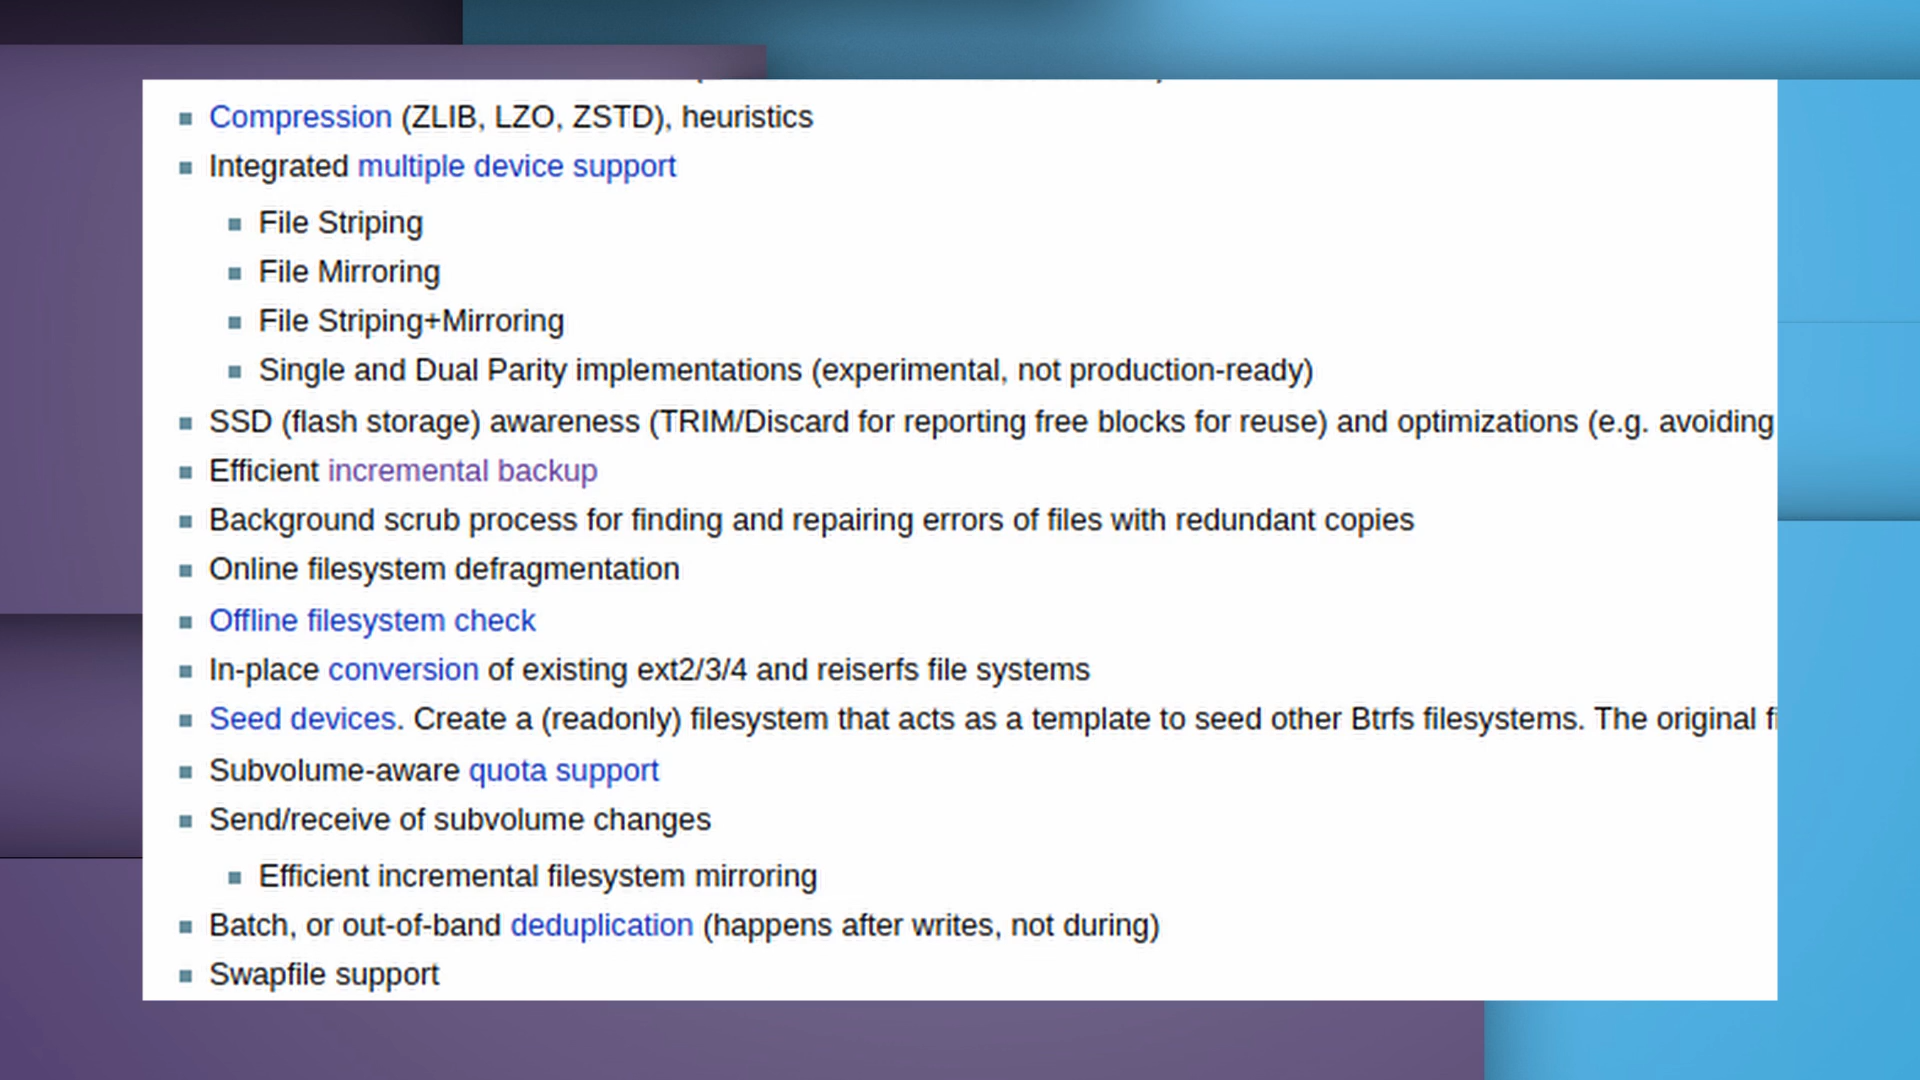 Compression (ZLIB, LZO, ZSTD), heuristics
Integrated multiple device support
File Striping
File Mirroring
File Striping+Mirroring
Single and Dual Parity implementations (experimental, not production-ready)
SSD (flash storage) awareness (TRIM/Discard for reporting free blocks for reuse) and optimizations (e.g. avoiding
Efficient incremental backup
Background scrub process for finding and repairing errors of files with redundant copies
Online filesystem defragmentation
Offline filesystem check
In-place conversion of existing ext2/3/4 and reiserfs file systems
Seed devices. Create a (readonly) filesystem that acts as a template to seed other Btrfs filesystems. The original
Subvolume-aware quota support
Send/receive of subvolume changes
Efficient incremental filesystem mirroring
Batch, or out-of-band deduplication (happens after writes, not during)
Swapfile support